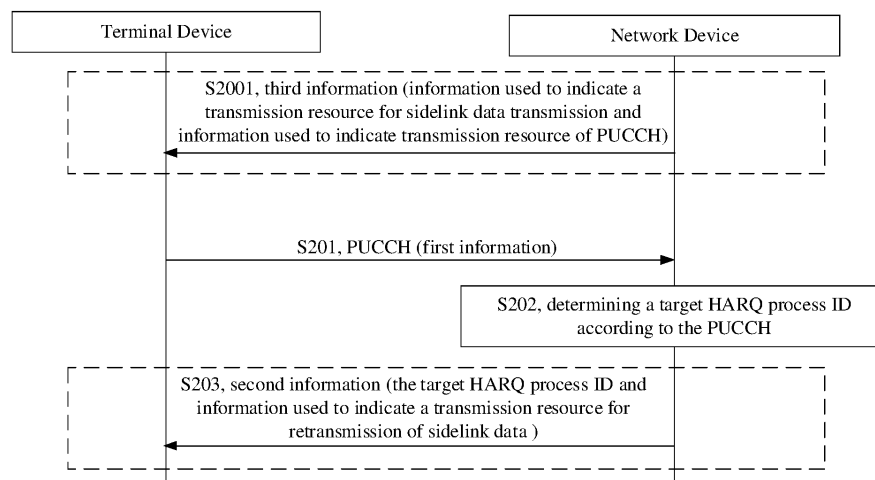 Terminal Device
Network Device
S2001, third information (information used to indicate a
transmission resource for sidelink data transmission and
information used to indicate transmission resource of PUCCH)
S201, PUCCH (first information)
S202, determining a target HARQ process ID
according to the PUCCH
S203, second information (the target HARQ process ID and
information used to indicate a transmission resource for
retransmission of sidelink data )